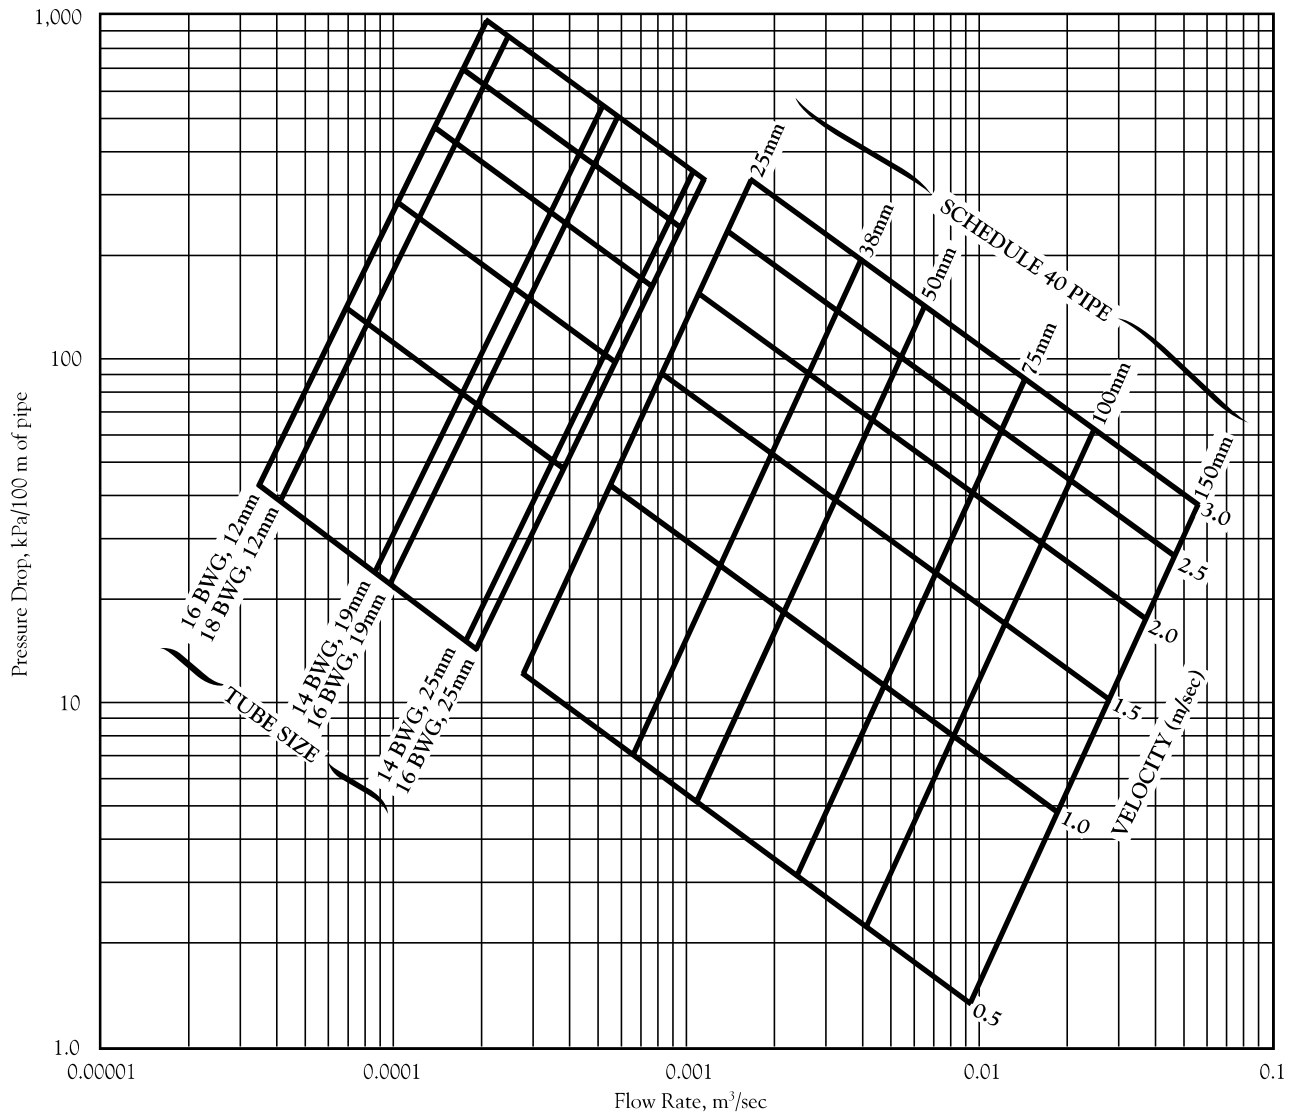 1,000
100
10
1.0
Pressure Drop, kPa/100 m of pipe
0.00001
0.0001
0.001
0.01
0.1
Flow Rate, m³/sec
16 BWG, 12mm
18 BWG, 12mm
14 BWG, 19mm
16 BWG, 19mm
14 BWG, 25mm
16 BWG, 25mm
TUBE SIZE
25mm
38mm
50mm
75mm
100mm
150mm
SCHEDULE 40 PIPE
3.0
2.5
2.0
1.5
1.0
0.5
VELOCITY (m/sec)